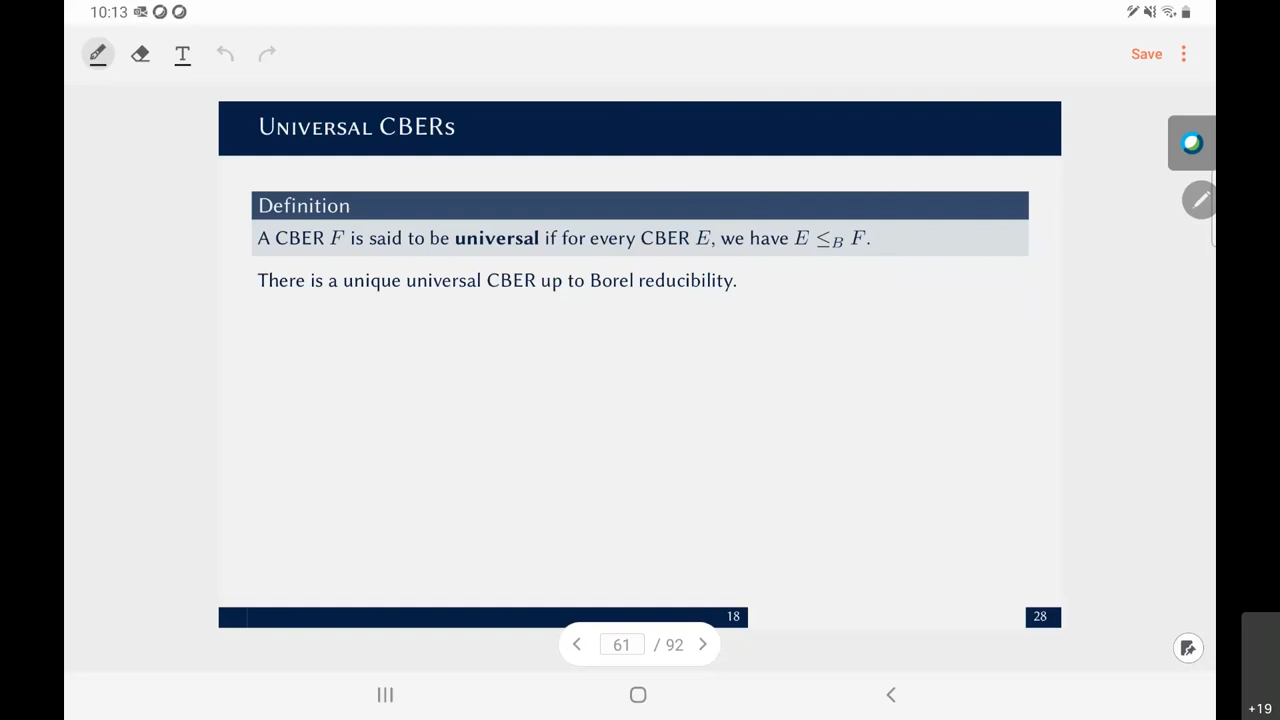 10:13
T
Save
Universal CBERs
Definition
A CBER F is said to be universal if for every CBER E, we have E ≤_B F.
There is a unique universal CBER up to Borel reducibility.
18
28
61 / 92
+19